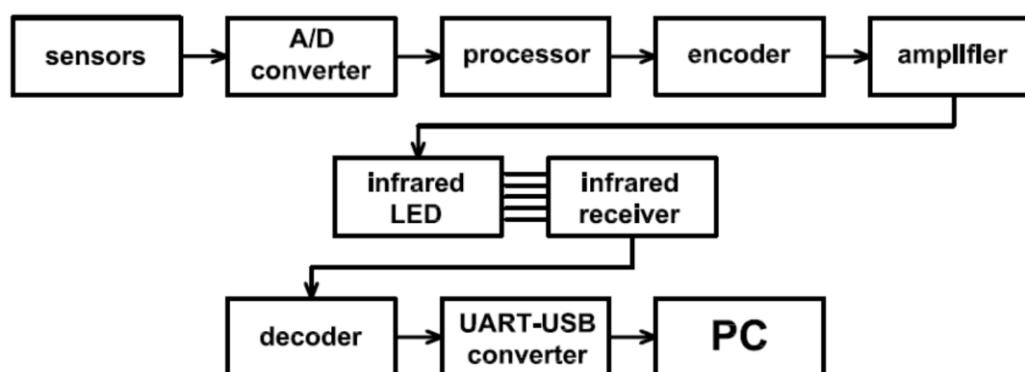 sensors
A/D
converter
processor
encoder
amplifier
infrared
LED
infrared
receiver
decoder
UART-USB
converter
PC